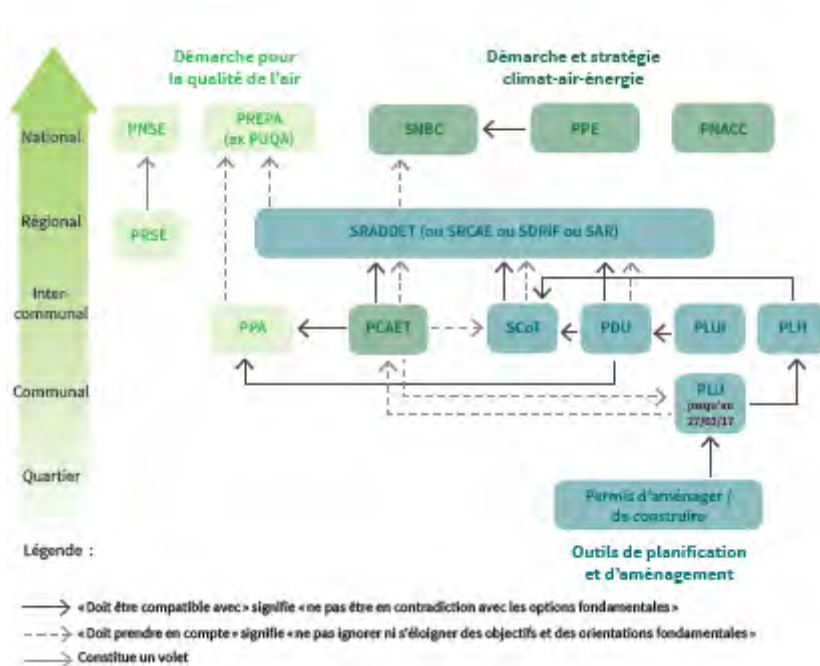 Démarche pour
la qualité de l'air
Démarche et stratégie
climat-air-énergie
National
PNSE
PREPA
(ex PUQA)
SNBC
PPE
PNACC
Régional
PRSE
SRADDET (ou SRCAE ou SDRIF ou SAR)
Inter-
communal
PPA
PCAET
SCoT
PDU
PLUI
PLH
Communal
PLU
jusqu'au
27/03/17
Quartier
Permis d'aménager /
de construire
Légende :
Outils de planification
et d'aménagement
« Doit être compatible avec » signifie « ne pas être en contradiction avec les options fondamentales »
« Doit prendre en compte » signifie « ne pas ignorer ni s'éloigner des objectifs et des orientations fondamentales »
Constitue un volet